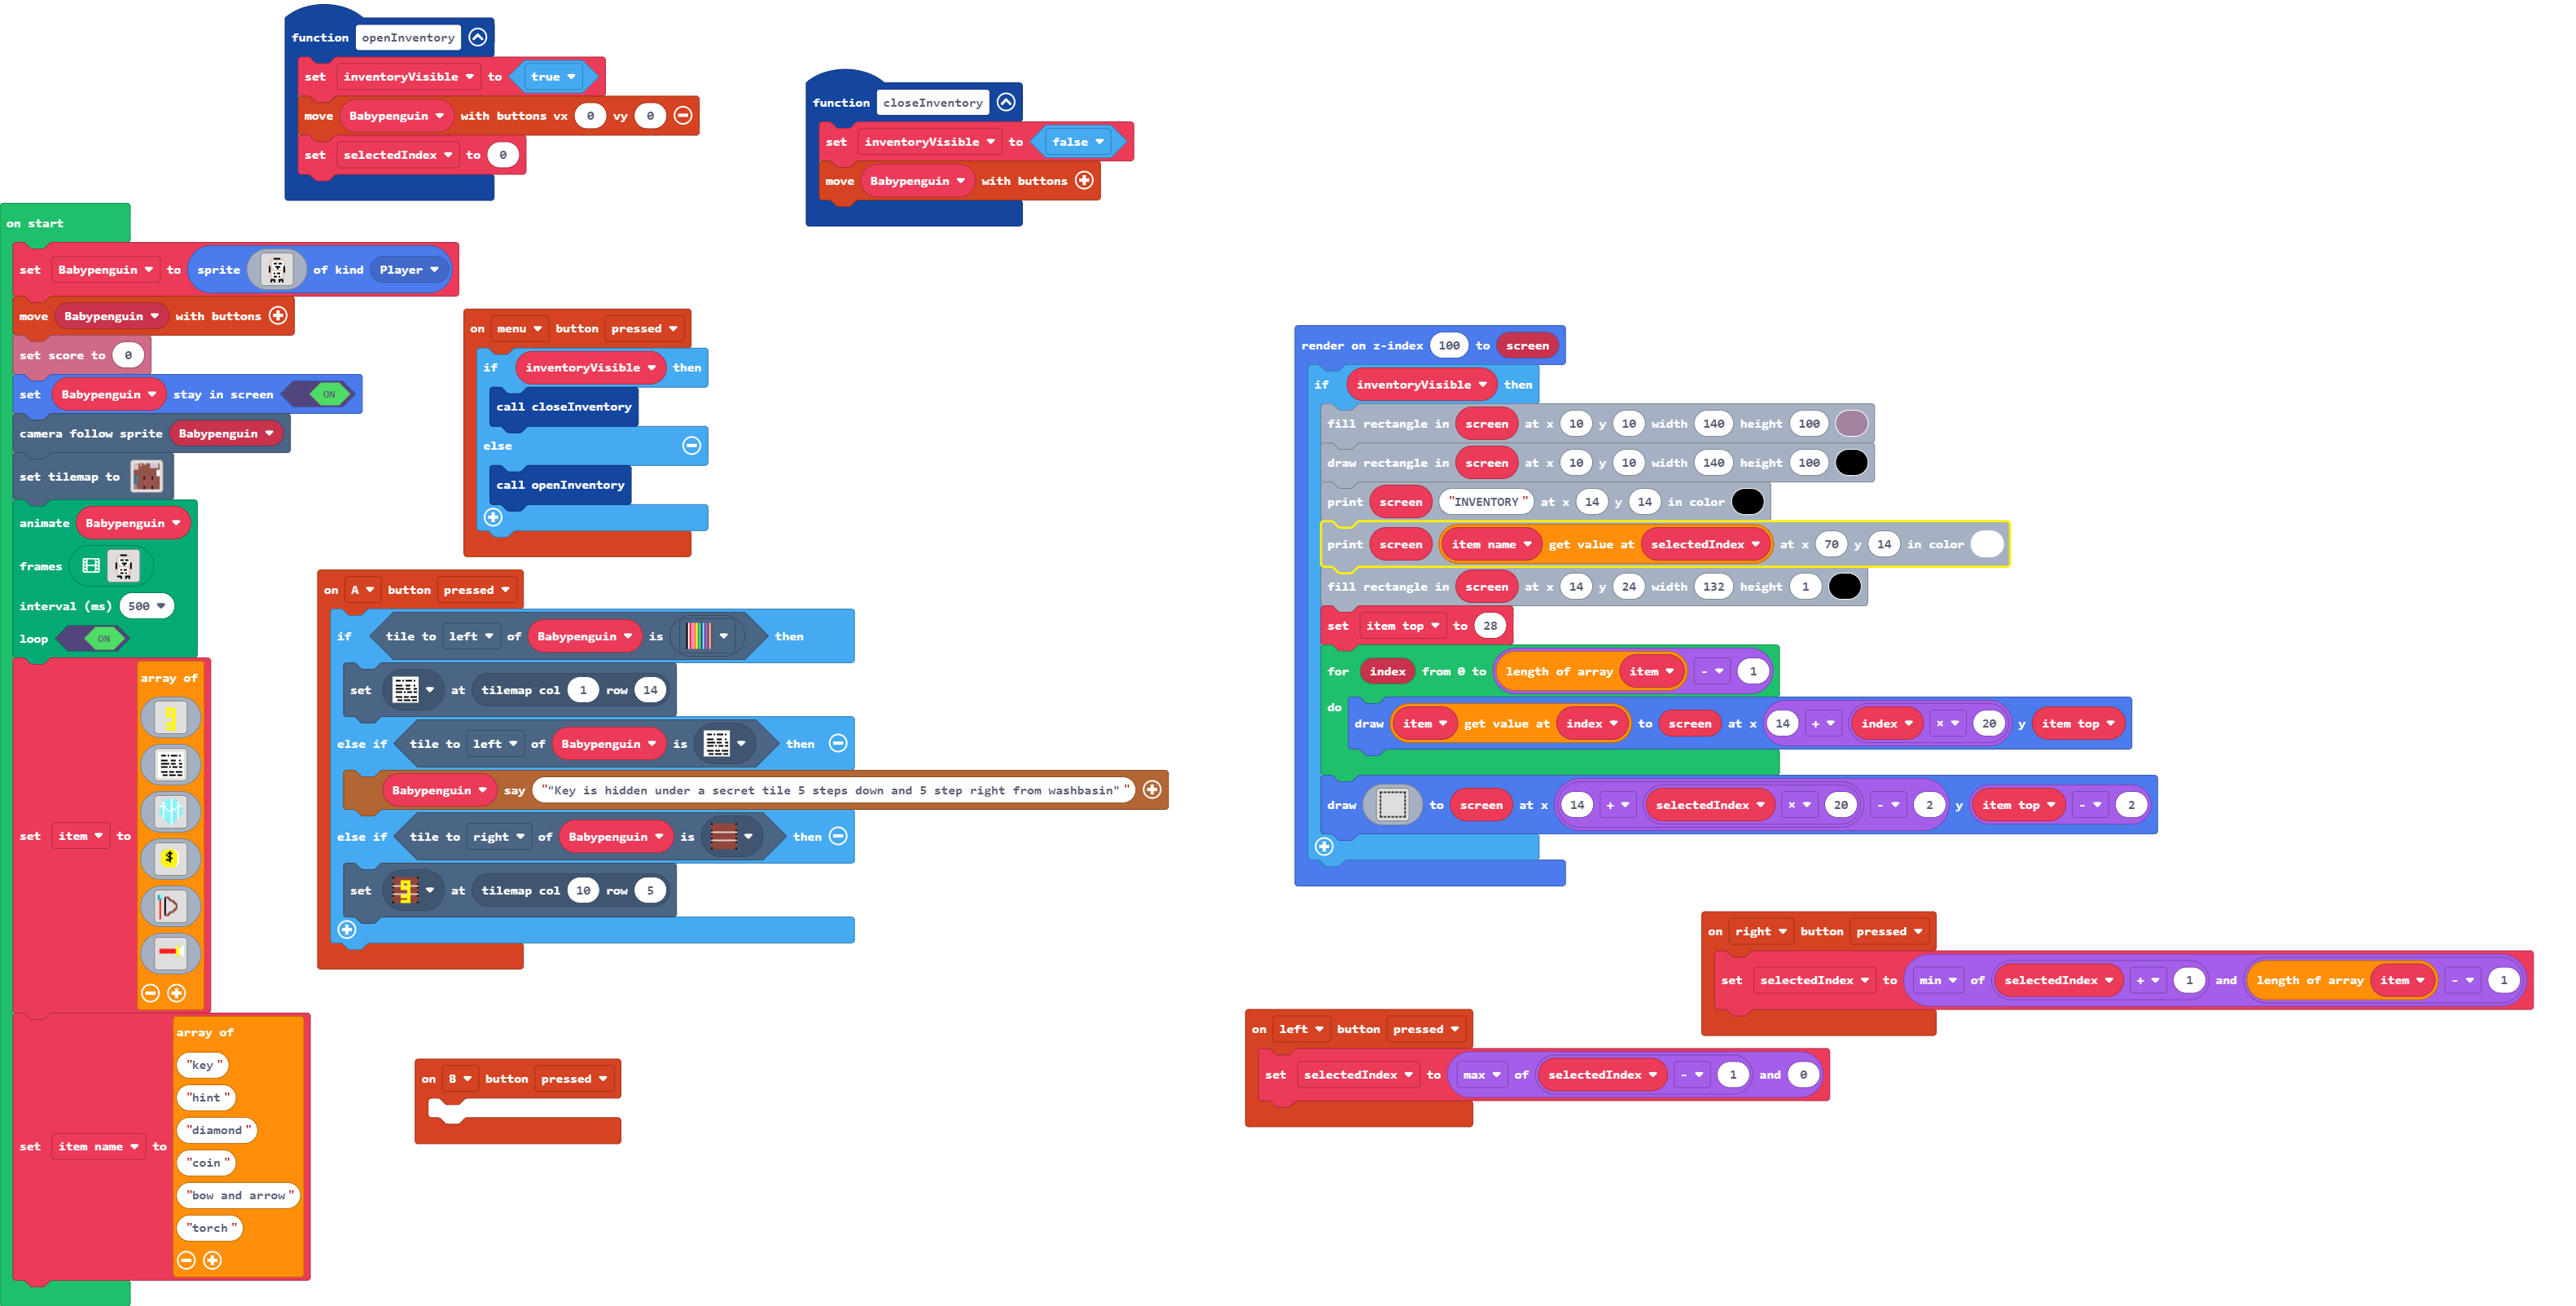 function openInventory
set inventoryVisible to true
move Babypenguin with buttons vx 0 vy 0
set selectedIndex to 0
function closeInventory
set inventoryVisible to false
move Babypenguin with buttons
on start
set Babypenguin to sprite of kind Player
move Babypenguin with buttons
set score to 0
set Babypenguin stay in screen ON
camera follow sprite Babypenguin
set tilemap to
animate Babypenguin
frames
interval (ms) 500
loop ON
set item to
array of
set item name to
array of
"key"
"hint"
"diamond"
"coin"
"bow and arrow"
"torch"
on menu button pressed
if inventoryVisible then
call closeInventory
else
call openInventory
on A button pressed
if tile to left of Babypenguin is then
set at tilemap col 1 row 14
else if tile to left of Babypenguin is then
Babypenguin say ""Key is hidden under a secret tile 5 steps down and 5 step right from washbasin""
else if tile to right of Babypenguin is then
set at tilemap col 10 row 5
on B button pressed
render on z-index 100 to screen
if inventoryVisible then
fill rectangle in screen at x 10 y 10 width 140 height 100
draw rectangle in screen at x 10 y 10 width 140 height 100
print screen "INVENTORY" at x 14 y 14 in color
print screen item name get value at selectedIndex at x 70 y 14 in color
fill rectangle in screen at x 14 y 24 width 132 height 1
set item top to 28
for index from 0 to length of array item - 1
do
draw item get value at index to screen at x 14 + index × 20 y item top
draw to screen at x 14 + selectedIndex × 20 - 2 y item top - 2
on right button pressed
set selectedIndex to min of selectedIndex + 1 and length of array item - 1
on left button pressed
set selectedIndex to max of selectedIndex - 1 and 0